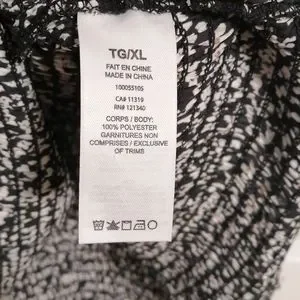 TG/XL
FAIT EN CHINE
MADE IN CHINA
100055105
CA# 11319
RN# 121340
CORPS / BODY:
100% POLYESTER
GARNITURES NON
COMPRISES / EXCLUSIVE
OF TRIMS